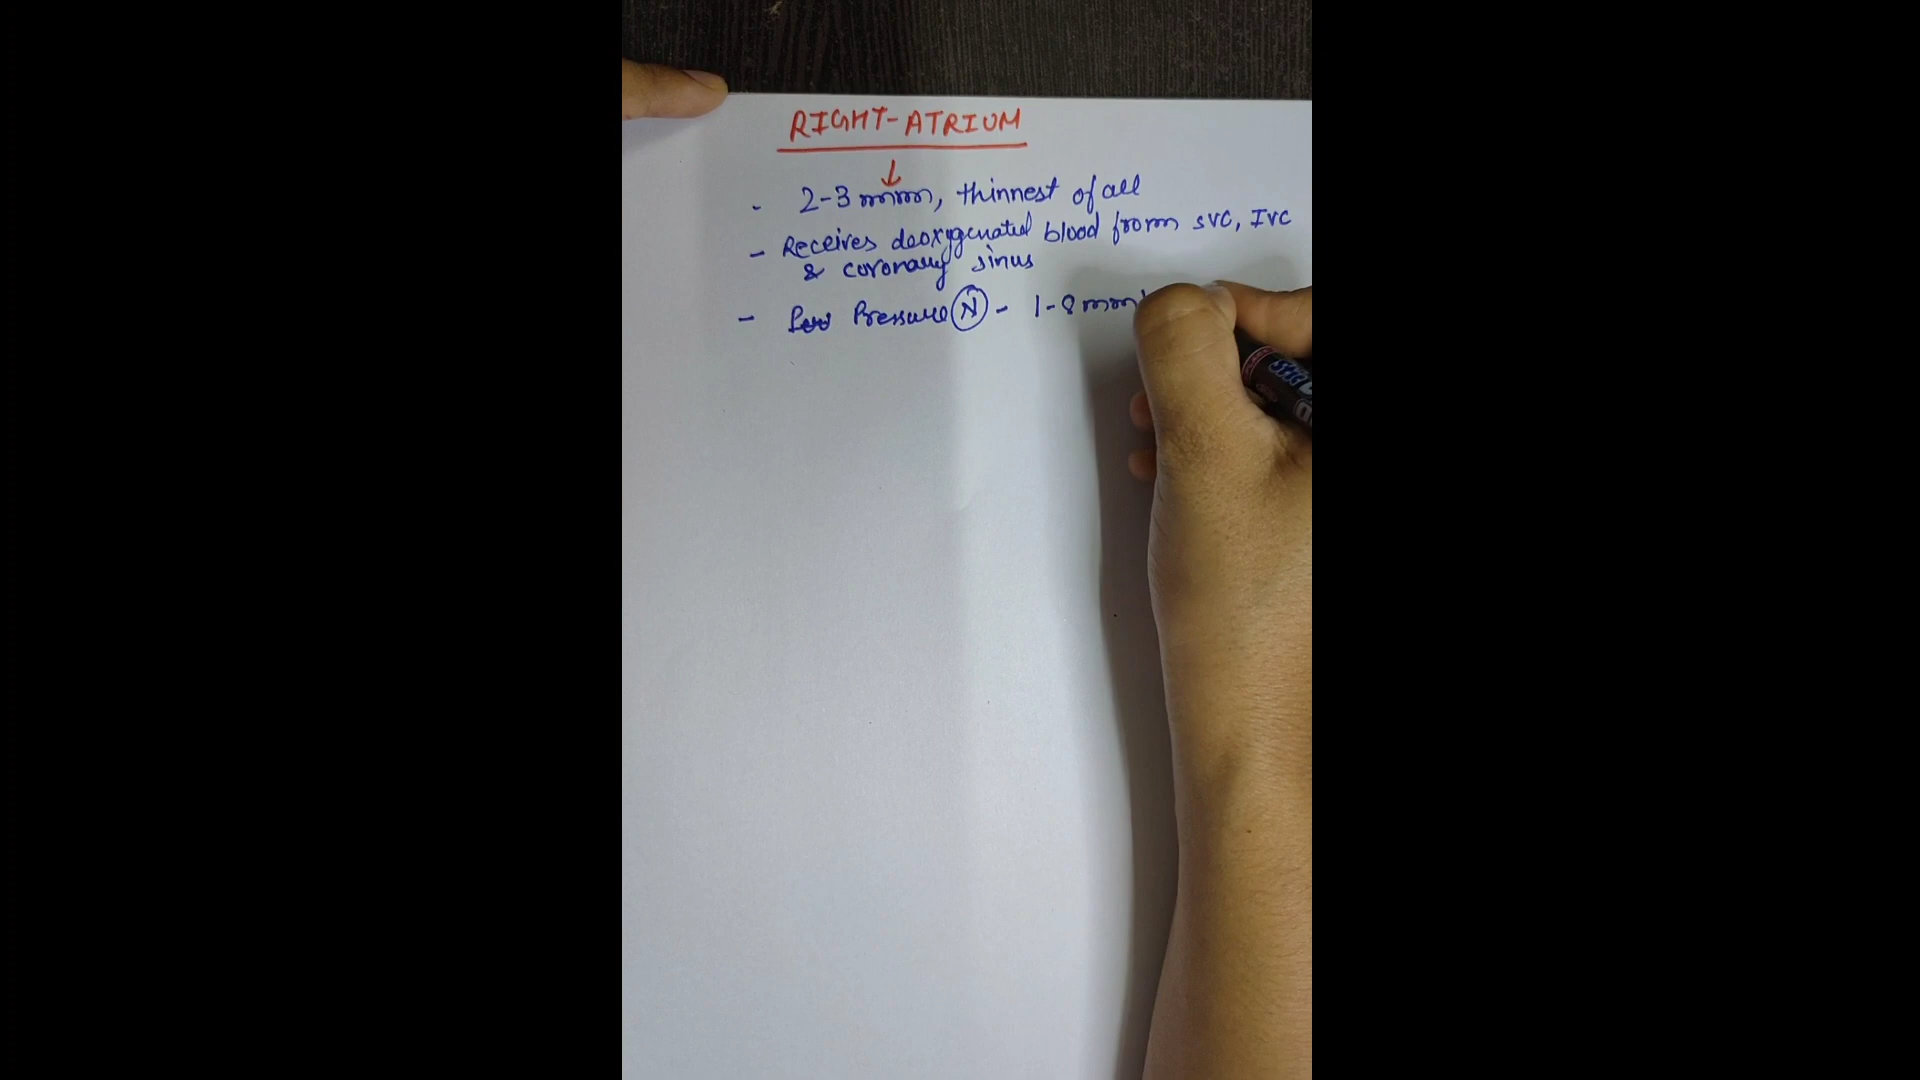 RIGHT-ATRIUM
↓
- 2-3 mm, thinnest of all
- Receives deoxygenated blood from SVC, IVC
& coronary sinus
- Low Pressure Ⓝ - 1-8 mm